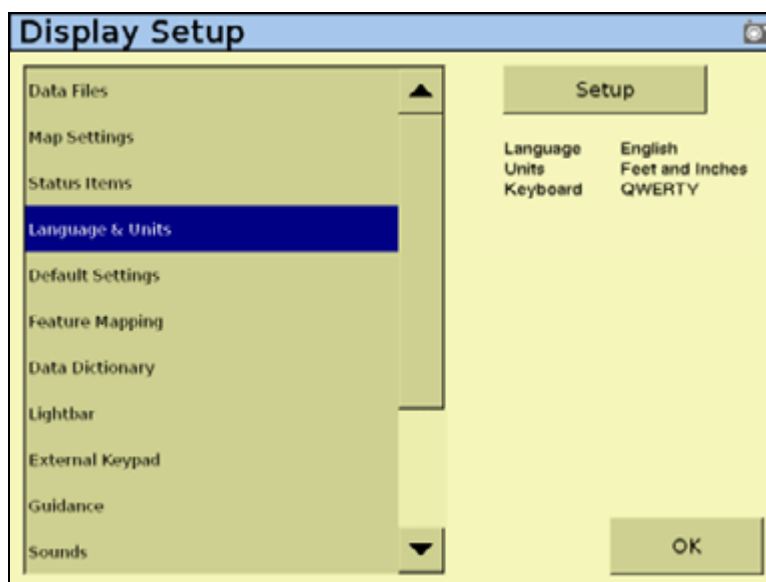 Display Setup
Data Files
Map Settings
Status Items
Language & Units
Default Settings
Feature Mapping
Data Dictionary
Lightbar
External Keypad
Guidance
Sounds
Setup
Language English
Units Feet and Inches
Keyboard QWERTY
OK